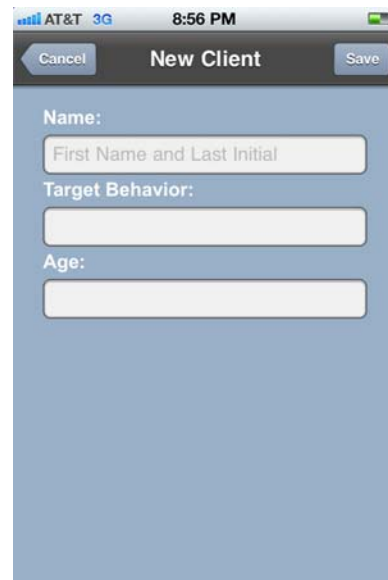 AT&T 3G 8:56 PM
Cancel New Client Save
Name:
First Name and Last Initial
Target Behavior:
Age: